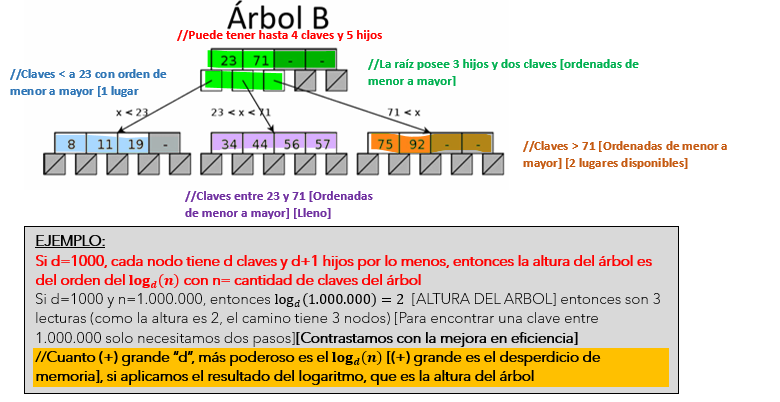 Árbol B
//Puede tener hasta 4 claves y 5 hijos
23 71 - -
//Claves < a 23 con orden de
menor a mayor [1 lugar
//La raíz posee 3 hijos y dos claves [ordenadas de
menor a mayor]
x < 23
23 < x < 71
71 < x
8 11 19 -
34 44 56 57
75 92 - -
//Claves > 71 [Ordenadas de menor a
mayor] [2 lugares disponibles]
//Claves entre 23 y 71 [Ordenadas
de menor a mayor] [Lleno]
EJEMPLO:
Si d=1000, cada nodo tiene d claves y d+1 hijos por lo menos, entonces la altura del árbol es
del orden del log_d(n) con n= cantidad de claves del árbol
Si d=1000 y n=1.000.000, entonces log_d(1.000.000) = 2 [ALTURA DEL ARBOL] entonces son 3
lecturas (como la altura es 2, el camino tiene 3 nodos) [Para encontrar una clave entre
1.000.000 solo necesitamos dos pasos][Contrastamos con la mejora en eficiencia]
//Cuanto (+) grande “d”, más poderoso es el log_d(n) [(+) grande es el desperdicio de
memoria], si aplicamos el resultado del logaritmo, que es la altura del árbol